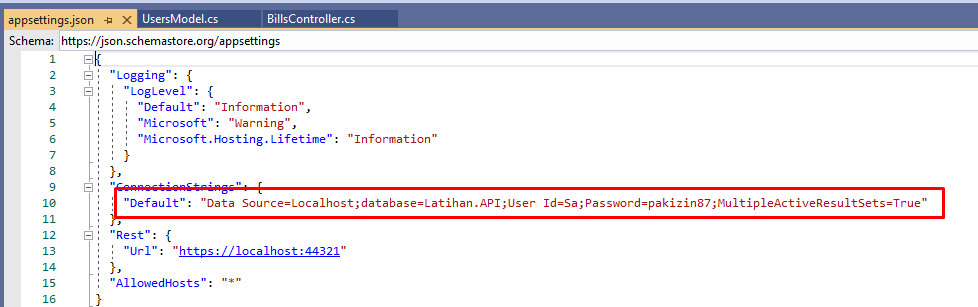 appsettings.json UsersModel.cs BillsController.cs
Schema: https://json.schemastore.org/appsettings
1 {
2 "Logging": {
3 "LogLevel": {
4 "Default": "Information",
5 "Microsoft": "Warning",
6 "Microsoft.Hosting.Lifetime": "Information"
7 }
8 },
9 "ConnectionStrings": {
10 "Default": "Data Source=Localhost;database=Latihan.API;User Id=Sa;Password=pakizin87;MultipleActiveResultSets=True"
11 },
12 "Rest": {
13 "Url": "https://localhost:44321"
14 },
15 "AllowedHosts": "*"
16 }